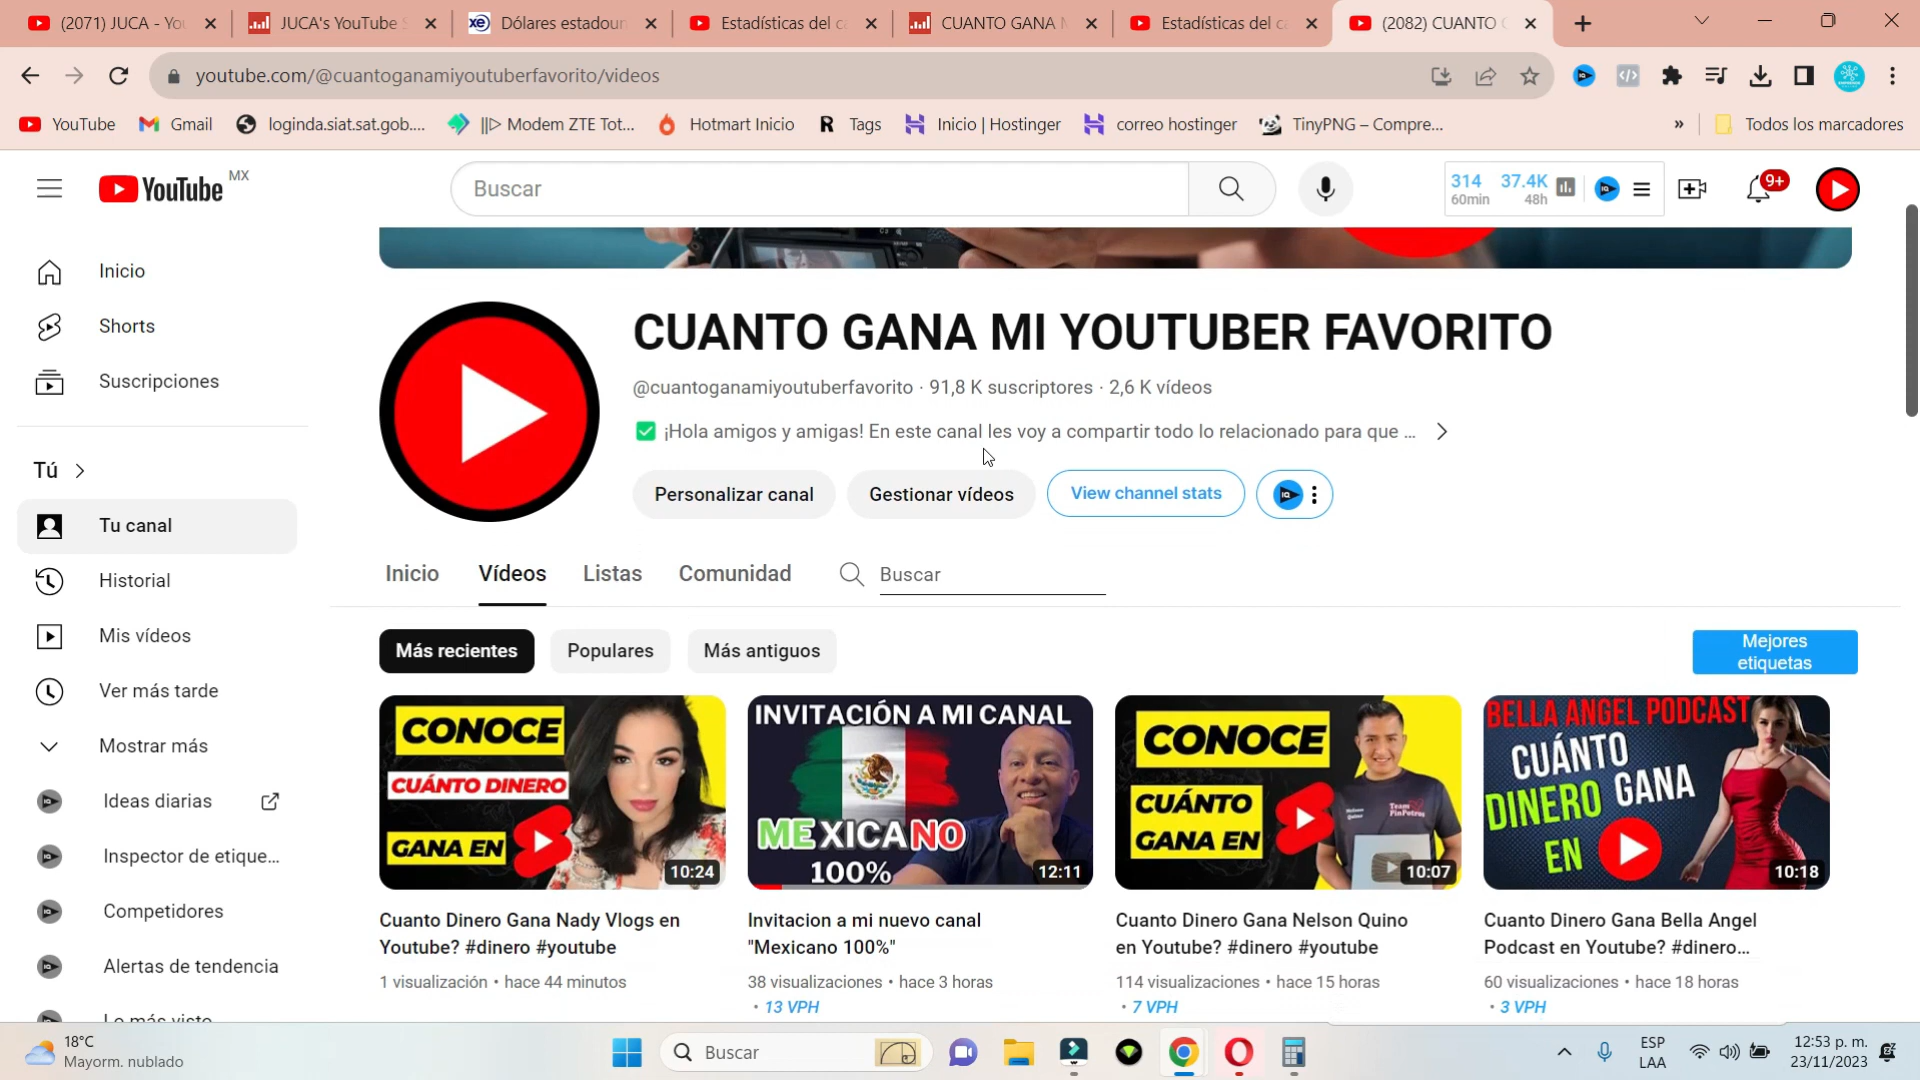 (2071) JUCA - You
JUCA's YouTube S
Dólares estadour
Estadísticas del ca
CUANTO GANA M
Estadísticas del ca
(2082) CUANTO G
youtube.com/@cuantoganamiyoutuberfavorito/videos
YouTube
Gmail
loginda.siat.sat.gob....
||▷ Modem ZTE Tot...
Hotmart Inicio
Tags
Inicio | Hostinger
correo hostinger
TinyPNG – Compre...
»
Todos los marcadores
YouTube MX
Buscar
314
60min
37.4K
48h
9+
Inicio
Shorts
Suscripciones
Tú >
Tu canal
Historial
Mis vídeos
Ver más tarde
Mostrar más
Ideas diarias
Inspector de etique...
Competidores
Alertas de tendencia
Lo más visto
CUANTO GANA MI YOUTUBER FAVORITO
@cuantoganamiyoutuberfavorito · 91,8 K suscriptores · 2,6 K vídeos
✅ ¡Hola amigos y amigas! En este canal les voy a compartir todo lo relacionado para que ... >
Personalizar canal
Gestionar vídeos
View channel stats
Inicio
Vídeos
Listas
Comunidad
Buscar
Más recientes
Populares
Más antiguos
Mejores
etiquetas
CONOCE
CUÁNTO DINERO
GANA EN
10:24
INVITACIÓN A MI CANAL
MEXICANO
100%
12:11
CONOCE
CUÁNTO
GANA EN
10:07
BELLA ANGEL PODCAST
CUÁNTO
DINERO GANA
EN
10:18
Cuanto Dinero Gana Nady Vlogs en
Youtube? #dinero #youtube
1 visualización • hace 44 minutos
Invitacion a mi nuevo canal
"Mexicano 100%"
38 visualizaciones • hace 3 horas
• 13 VPH
Cuanto Dinero Gana Nelson Quino
en Youtube? #dinero #youtube
114 visualizaciones • hace 15 horas
• 7 VPH
Cuanto Dinero Gana Bella Angel
Podcast en Youtube? #dinero...
60 visualizaciones • hace 18 horas
• 3 VPH
18°C
Mayorm. nublado
Buscar
ESP
LAA
12:53 p. m.
23/11/2023